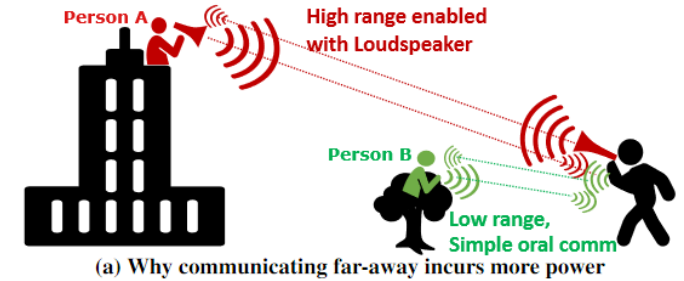 Person A
High range enabled
with Loudspeaker
Person B
Low range,
Simple oral comm
(a) Why communicating far-away incurs more power